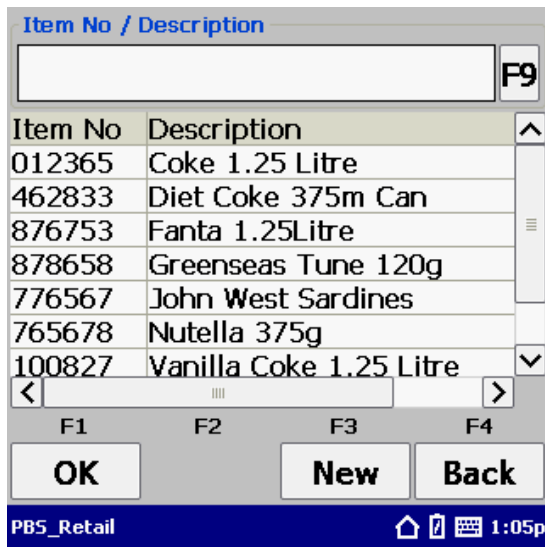 Item No / Description
F9
Item No Description
012365 Coke 1.25 Litre
462833 Diet Coke 375m Can
876753 Fanta 1.25Litre
878658 Greenseas Tune 120g
776567 John West Sardines
765678 Nutella 375g
100827 Vanilla Coke 1.25 Litre
F1 F2 F3 F4
OK New Back
PBS_Retail 1:05p